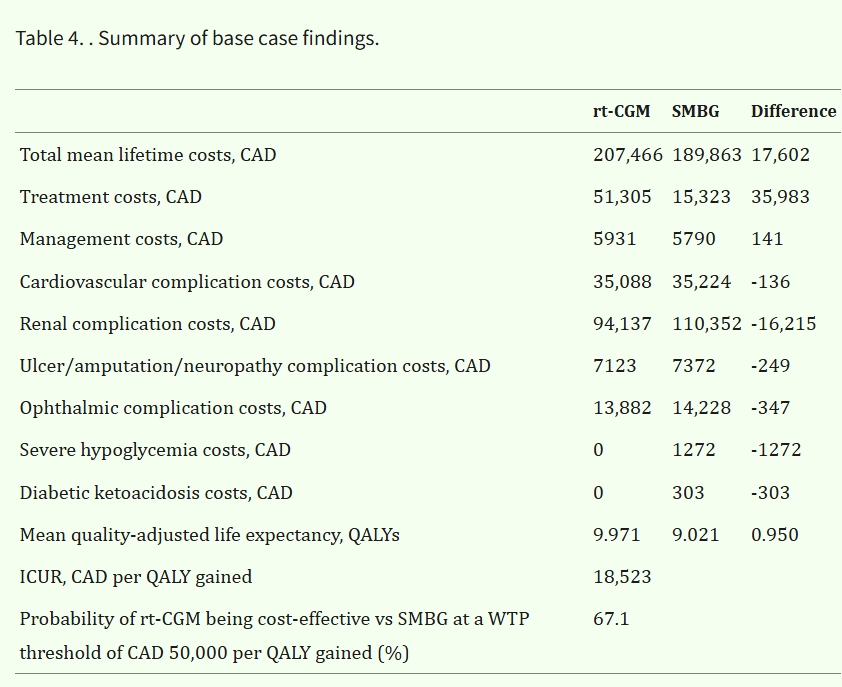 Table 4. . Summary of base case findings.
rt-CGM SMBG Difference
Total mean lifetime costs, CAD 207,466 189,863 17,602
Treatment costs, CAD 51,305 15,323 35,983
Management costs, CAD 5931 5790 141
Cardiovascular complication costs, CAD 35,088 35,224 -136
Renal complication costs, CAD 94,137 110,352 -16,215
Ulcer/amputation/neuropathy complication costs, CAD 7123 7372 -249
Ophthalmic complication costs, CAD 13,882 14,228 -347
Severe hypoglycemia costs, CAD 0 1272 -1272
Diabetic ketoacidosis costs, CAD 0 303 -303
Mean quality-adjusted life expectancy, QALYs 9.971 9.021 0.950
ICUR, CAD per QALY gained 18,523
Probability of rt-CGM being cost-effective vs SMBG at a WTP 67.1
threshold of CAD 50,000 per QALY gained (%)